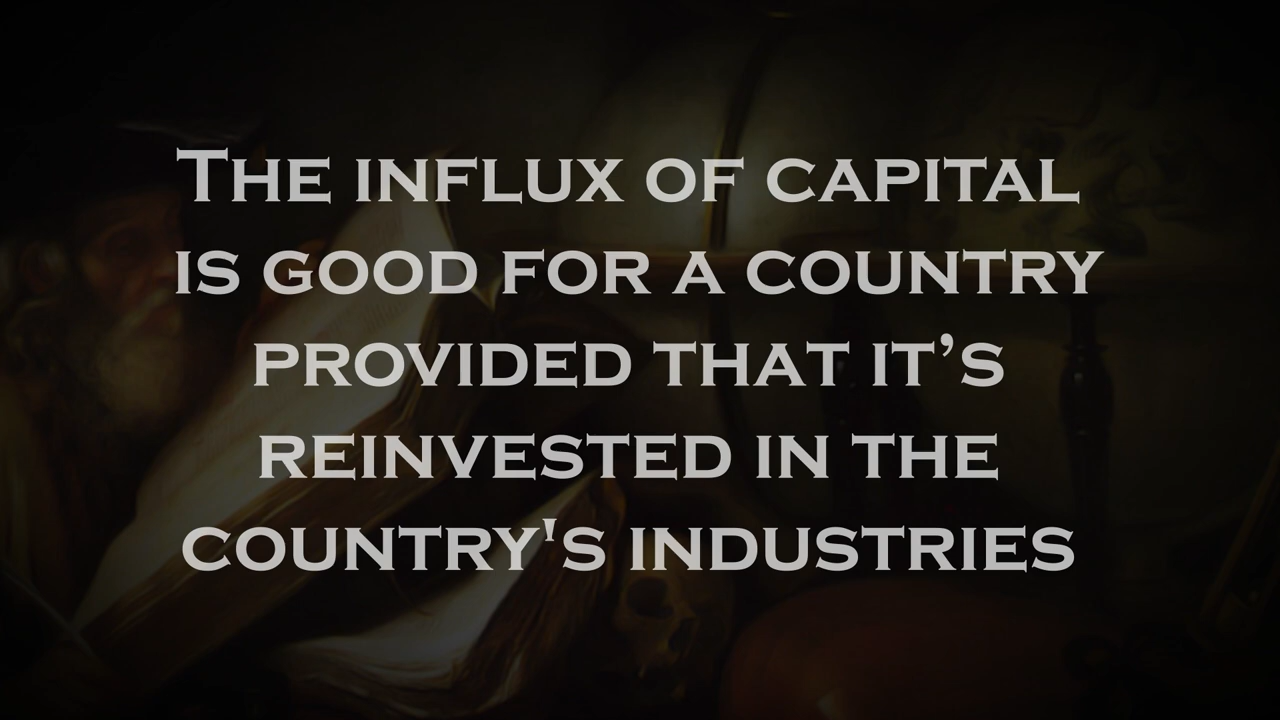 The influx of capital
is good for a country
provided that it’s
reinvested in the
country's industries